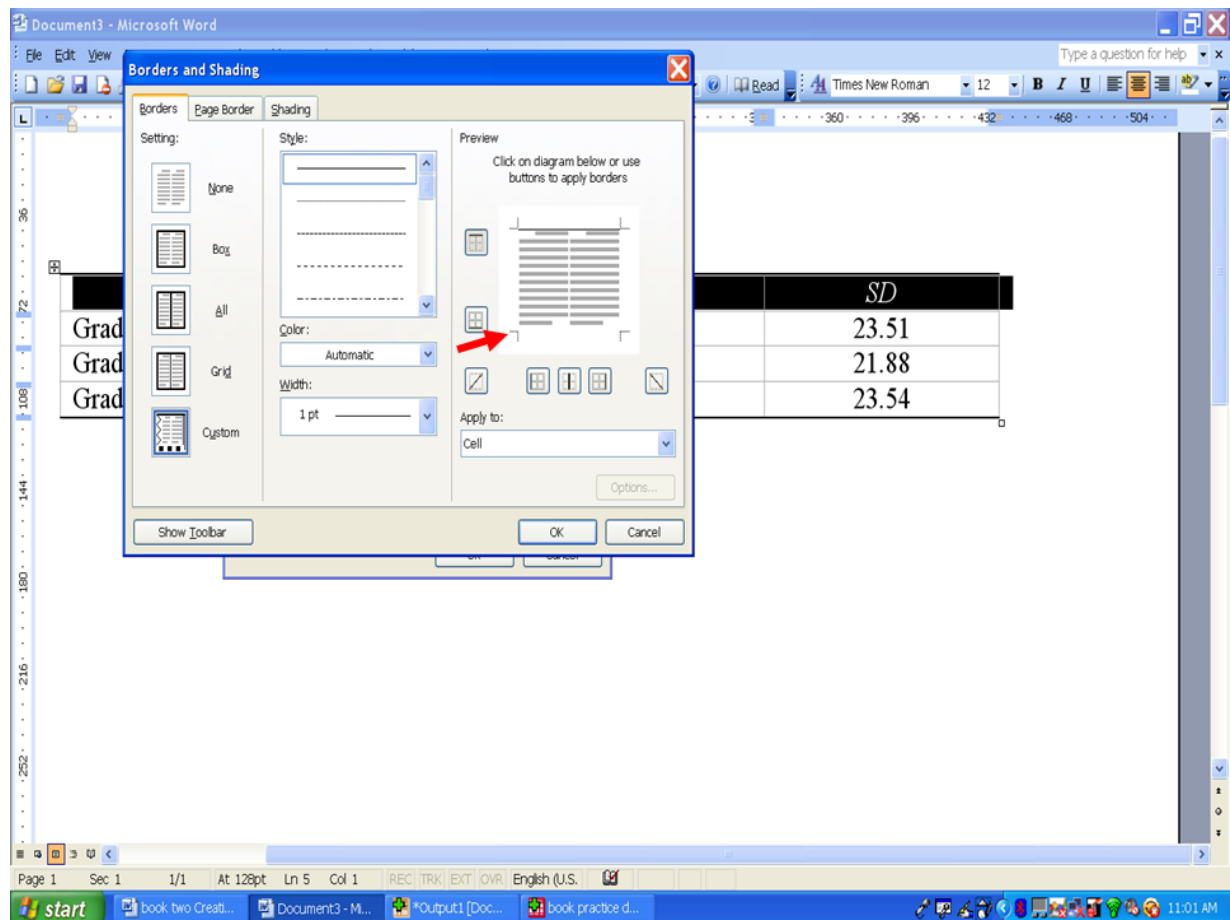 Document3 - Microsoft Word
File Edit View
Type a question for help
Read
Times New Roman 12 B I U
Borders and Shading
Borders Page Border Shading
Setting:
None
Box
All
Grid
Custom
Style:
Color:
Automatic
Width:
1 pt
Preview
Click on diagram below or use
buttons to apply borders
Apply to:
Cell
Options...
Show Toolbar
OK Cancel
360 396 432 468 504
36
72
108
144
180
216
252
SD
Grad 23.51
Grad 21.88
Grad 23.54
Page 1 Sec 1 1/1 At 128pt Ln 5 Col 1 REC TRK EXT OVR English (U.S.
start book two Creati... Document3 - Mi... *Output1 [Doc... book practice d... 11:01 AM